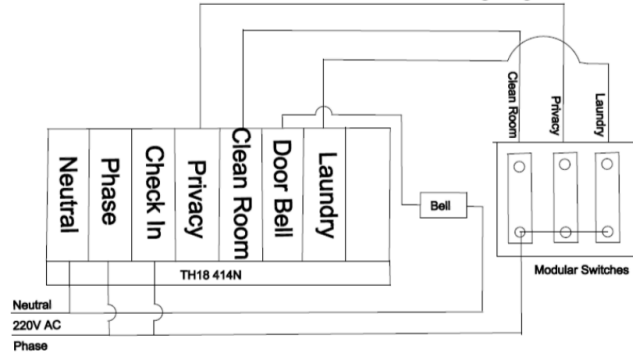 Clean Room
Privacy
Laundry
Neutral
Phase
Check In
Privacy
Clean Room
Door Bell
Laundry
Bell
TH18 414N
Modular Switches
Neutral
220V AC
Phase